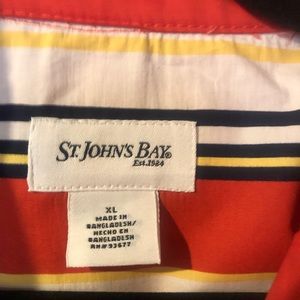 ST. JOHN'S BAY®
EST. 1984
XL
MADE IN
BANGLADESH/
HECHO EN
BANGLADESH
RN#93677